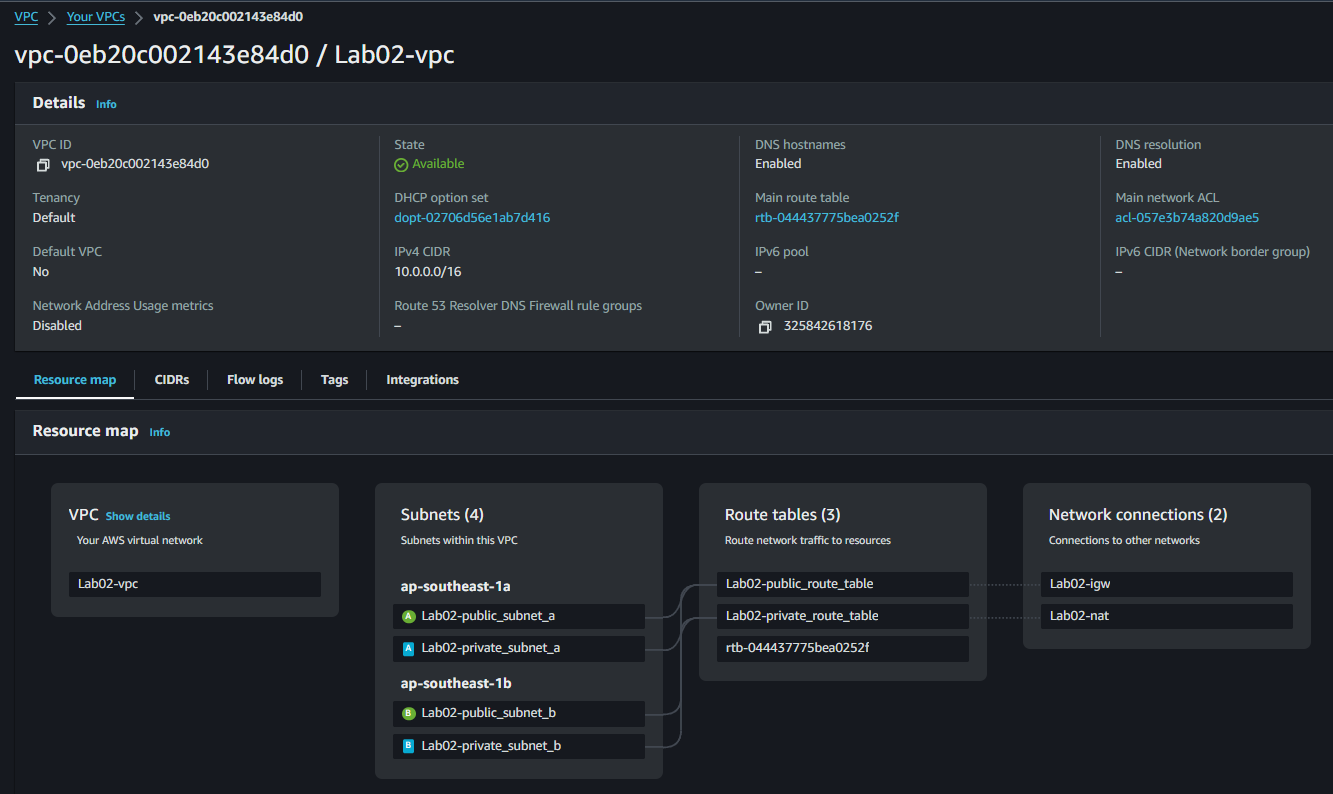 VPC > Your VPCs > vpc-0eb20c002143e84d0
vpc-0eb20c002143e84d0 / Lab02-vpc
Details Info
VPC ID
vpc-0eb20c002143e84d0
State
Available
DNS hostnames
Enabled
DNS resolution
Enabled
Tenancy
Default
DHCP option set
dopt-02706d56e1ab7d416
Main route table
rtb-044437775bea0252f
Main network ACL
acl-057e3b74a820d9ae5
Default VPC
No
IPv4 CIDR
10.0.0.0/16
IPv6 pool
–
IPv6 CIDR (Network border group)
–
Network Address Usage metrics
Disabled
Route 53 Resolver DNS Firewall rule groups
–
Owner ID
325842618176
Resource map
CIDRs
Flow logs
Tags
Integrations
Resource map Info
VPC Show details
Your AWS virtual network
Lab02-vpc
Subnets (4)
Subnets within this VPC
ap-southeast-1a
A Lab02-public_subnet_a
A Lab02-private_subnet_a
ap-southeast-1b
B Lab02-public_subnet_b
B Lab02-private_subnet_b
Route tables (3)
Route network traffic to resources
Lab02-public_route_table
Lab02-private_route_table
rtb-044437775bea0252f
Network connections (2)
Connections to other networks
Lab02-igw
Lab02-nat